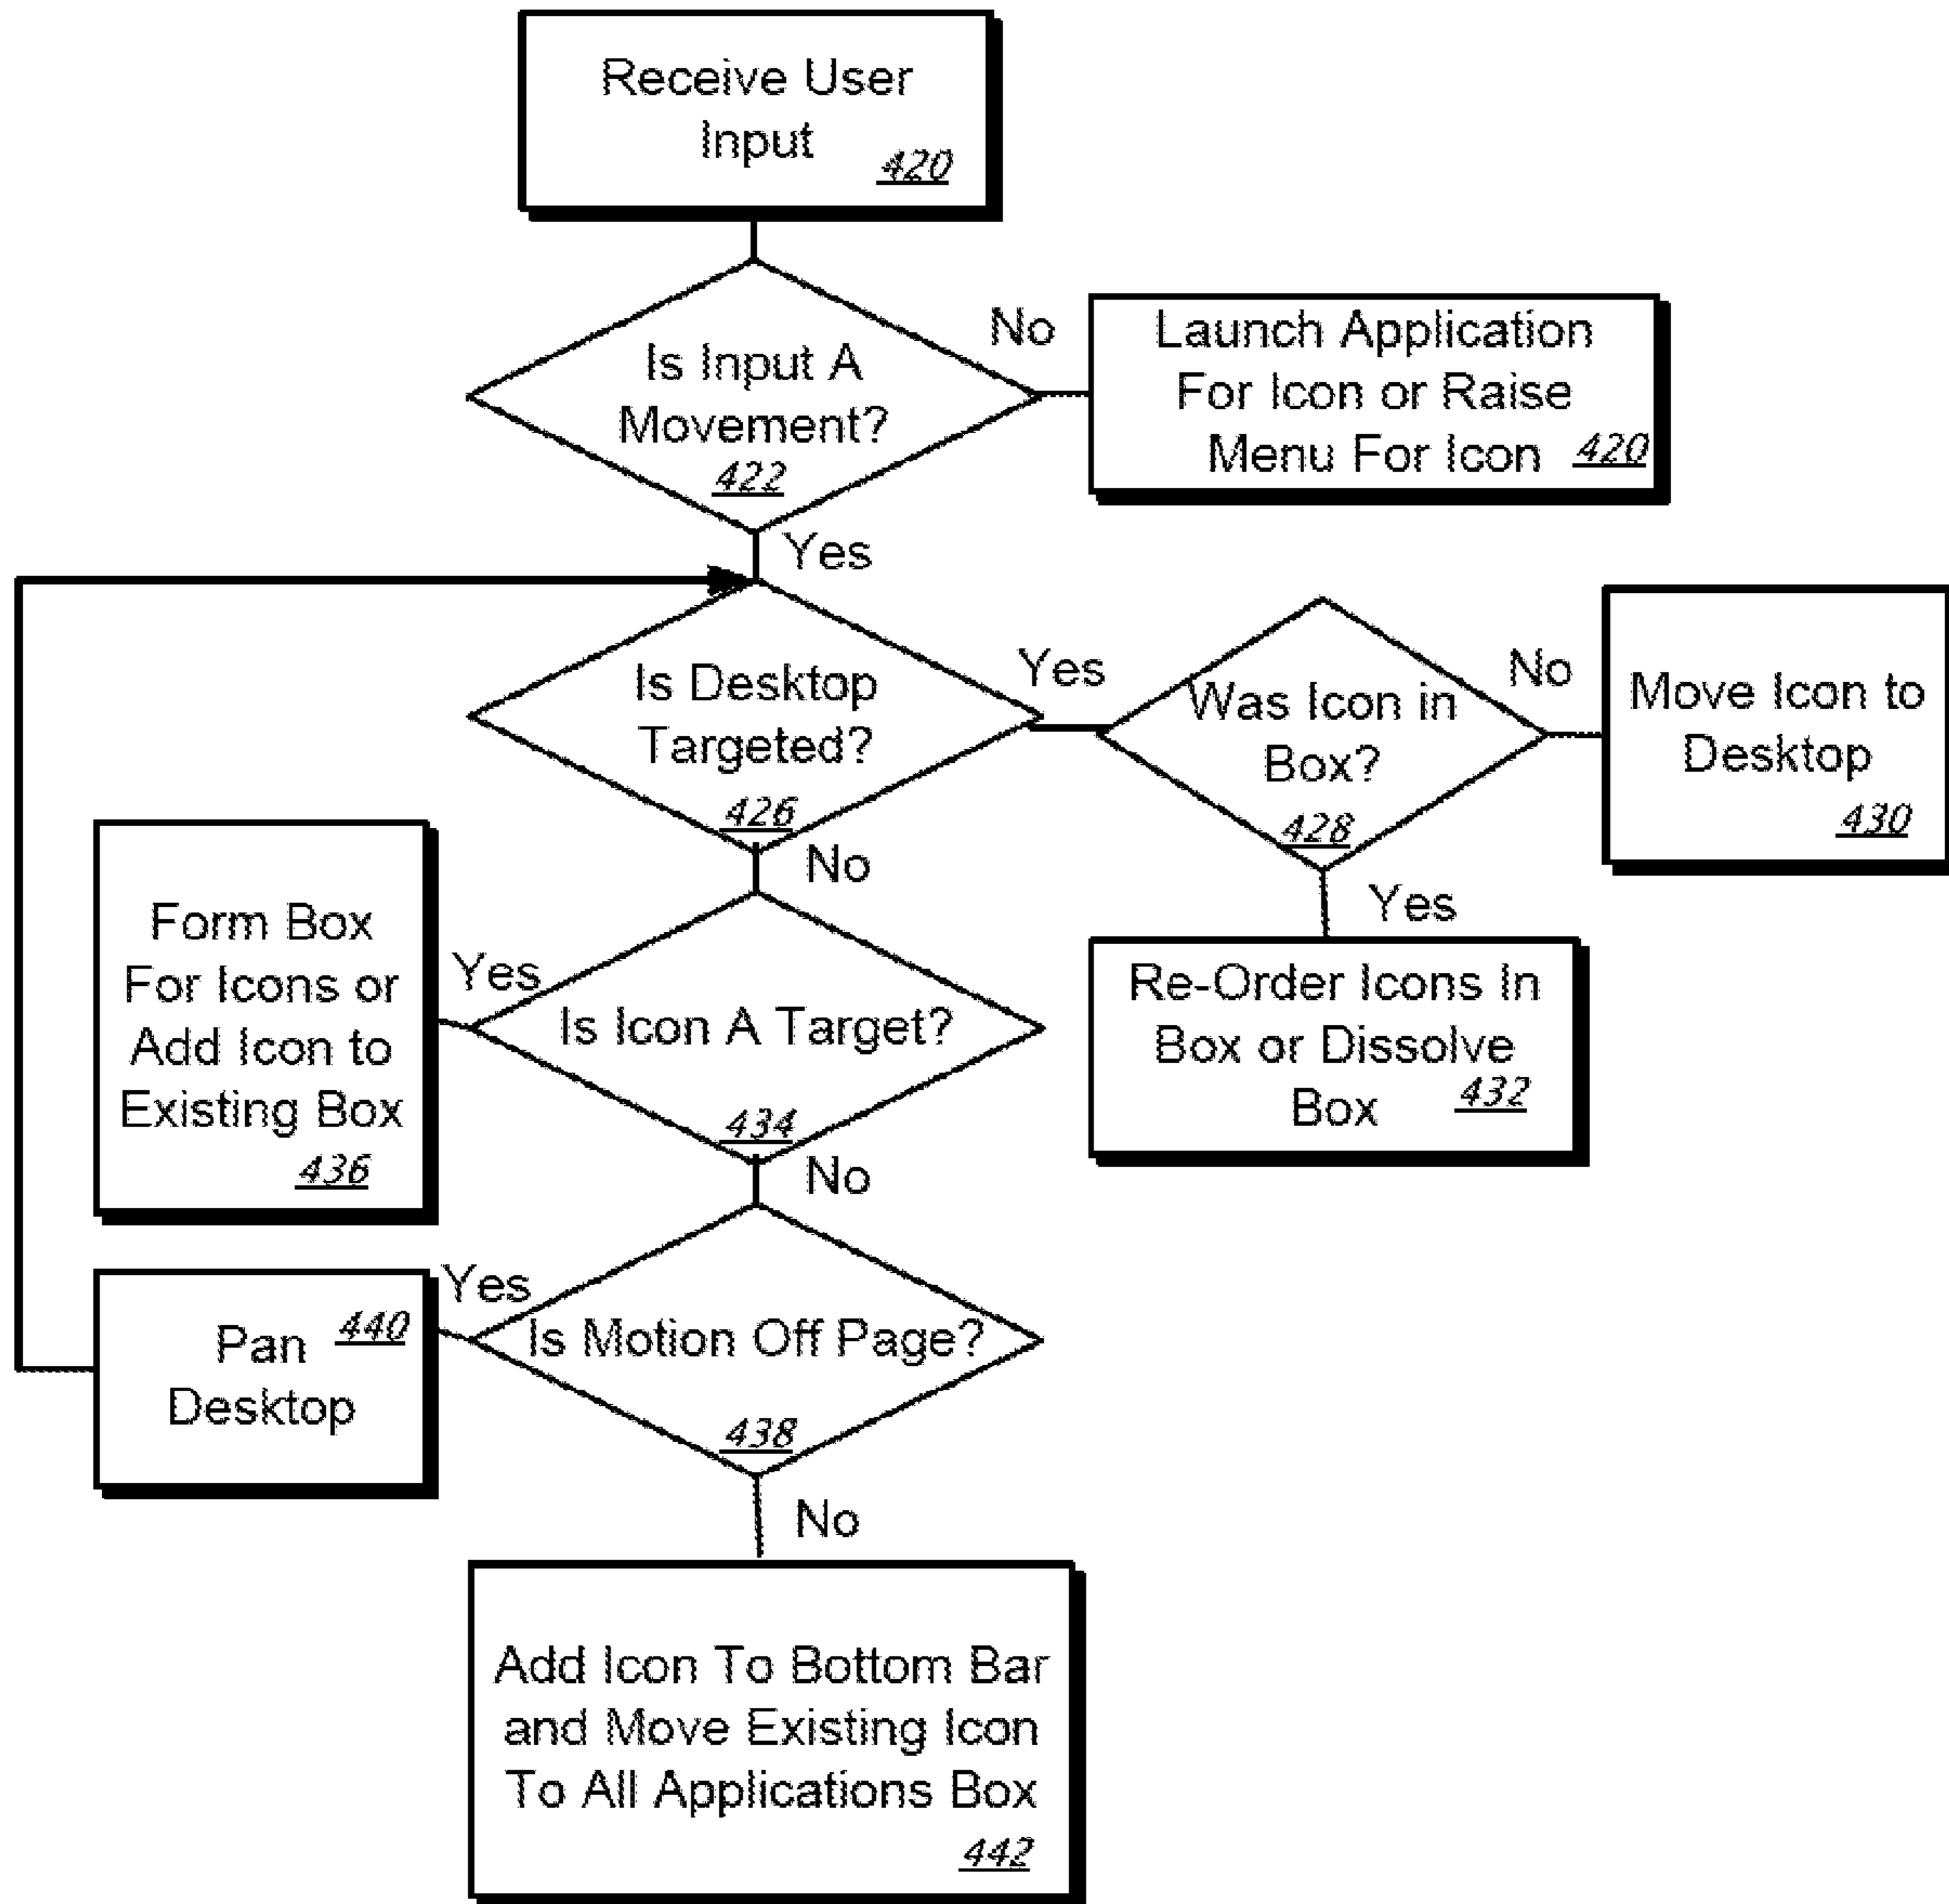 Receive User
Input
420
Is Input A
Movement?
422
No
Launch Application
For Icon or Raise
Menu For Icon 420
Yes
Is Desktop
Targeted?
426
Yes
Was Icon in
Box?
428
No
Move Icon to
Desktop
430
Yes
Re-Order Icons In
Box or Dissolve
Box 432
No
Is Icon A Target?
434
Yes
Form Box
For Icons or
Add Icon to
Existing Box
436
No
Is Motion Off Page?
438
Yes
Pan 440
Desktop
No
Add Icon To Bottom Bar
and Move Existing Icon
To All Applications Box
442